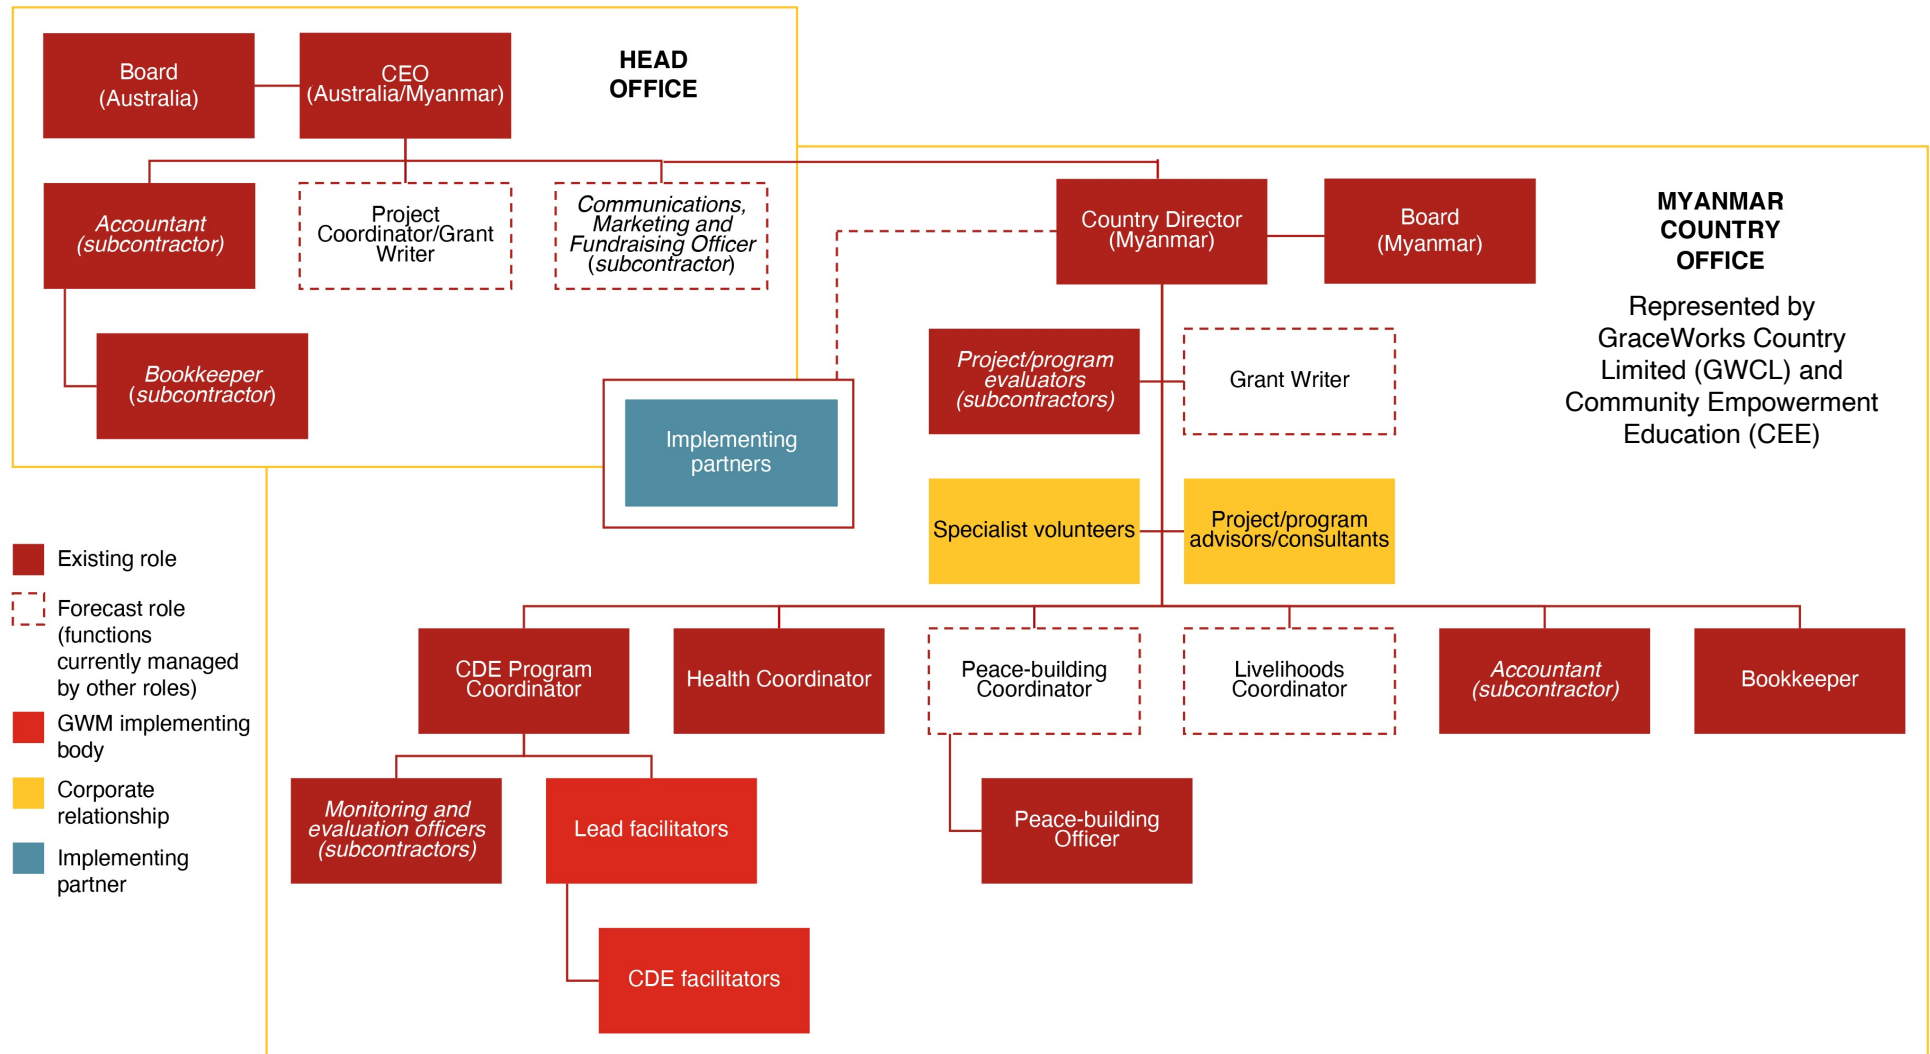 Board
(Australia)
CEO
(Australia/Myanmar)
HEAD
OFFICE
Accountant
(subcontractor)
Project
Coordinator/Grant
Writer
Communications,
Marketing and
Fundraising Officer
(subcontractor)
Bookkeeper
(subcontractor)
Country Director
(Myanmar)
Board
(Myanmar)
MYANMAR
COUNTRY
OFFICE
Represented by
GraceWorks Country
Limited (GWCL) and
Community Empowerment
Education (CEE)
Project/program
evaluators
(subcontractors)
Grant Writer
Implementing
partners
Specialist volunteers
Project/program
advisors/consultants
Existing role
Forecast role
(functions
currently managed
by other roles)
GWM implementing
body
Corporate
relationship
Implementing
partner
CDE Program
Coordinator
Health Coordinator
Peace-building
Coordinator
Livelihoods
Coordinator
Accountant
(subcontractor)
Bookkeeper
Monitoring and
evaluation officers
(subcontractors)
Lead facilitators
Peace-building
Officer
CDE facilitators